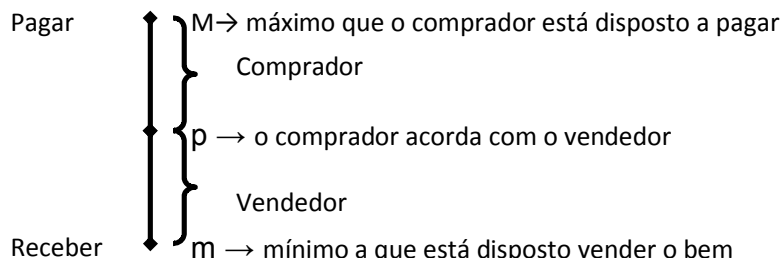 Pagar M→ máximo que o comprador está disposto a pagar
Comprador
p → o comprador acorda com o vendedor
Vendedor
Receber m → mínimo a que está disposto vender o bem